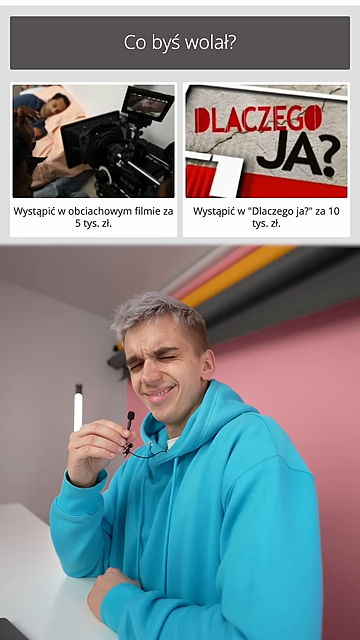 Co byś wolał?
DLACZEGO
JA?
Wystąpić w obciachowym filmie za
5 tys. zł.
Wystąpić w "Dlaczego ja?" za 10
tys. zł.